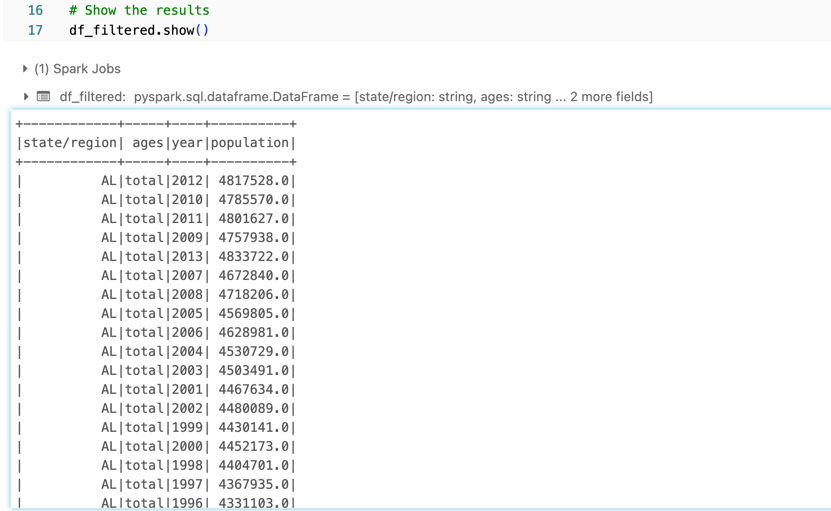 16 # Show the results
17 df_filtered.show()
(1) Spark Jobs
df_filtered: pyspark.sql.dataframe.DataFrame = [state/region: string, ages: string ... 2 more fields]
+------------+-----+----+----------+
|state/region| ages|year|population|
+------------+-----+----+----------+
|          AL|total|2012| 4817528.0|
|          AL|total|2010| 4785570.0|
|          AL|total|2011| 4801627.0|
|          AL|total|2009| 4757938.0|
|          AL|total|2013| 4833722.0|
|          AL|total|2007| 4672840.0|
|          AL|total|2008| 4718206.0|
|          AL|total|2005| 4569805.0|
|          AL|total|2006| 4628981.0|
|          AL|total|2004| 4530729.0|
|          AL|total|2003| 4503491.0|
|          AL|total|2001| 4467634.0|
|          AL|total|2002| 4480089.0|
|          AL|total|1999| 4430141.0|
|          AL|total|2000| 4452173.0|
|          AL|total|1998| 4404701.0|
|          AL|total|1997| 4367935.0|
|          AL|total|1996| 4331103.0|